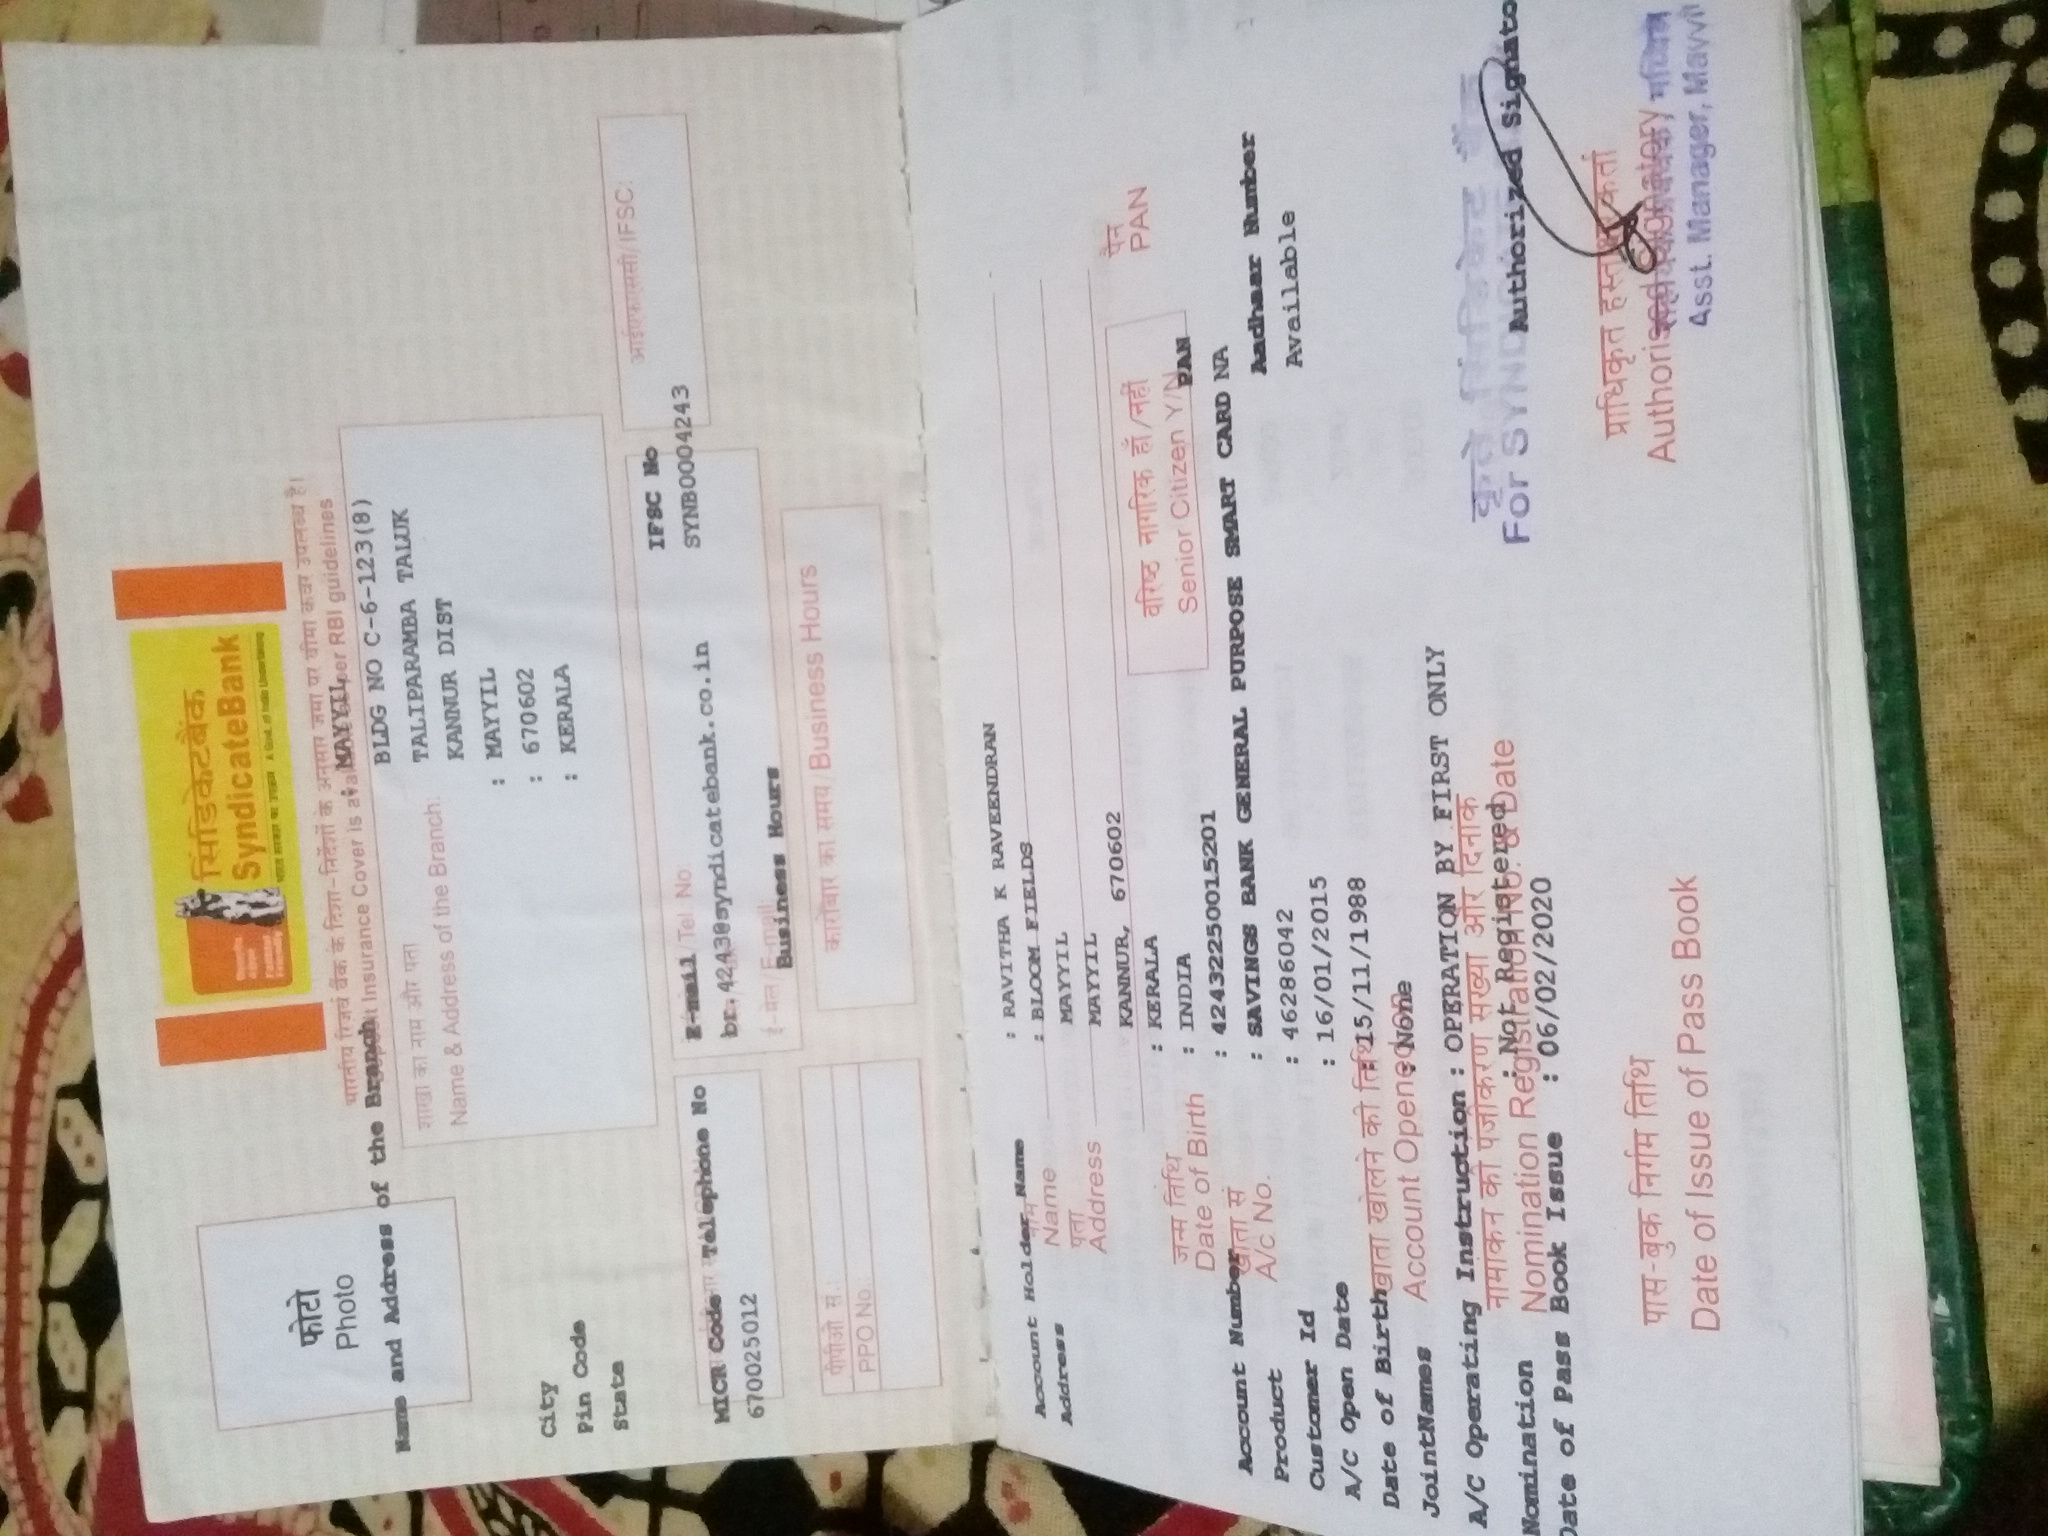 सिंडिकेटबैंक
SyndicateBank
भारत सरकार का उपक्रम A Govt. of India Undertaking
Faithful
Friendly
फोटो
Photo
भारतीय रिजर्व बैंक के दिशा-निर्देशों के अनुसार जमा पर बीमा कवर उपलब्ध है।
Deposit Insurance Cover is available as per RBI guidelines
Name and Address of the Branch : MAYYIL
BLDG NO C-6-123(8)
शाखा का नाम और पता
TALIPARAMBA TALUK
Name & Address of the Branch:
KANNUR DIST
City : MAYYIL
Pin Code : 670602
State : KERALA
आईएफएससी/IFSC:
MICR Code Telephone No E-mail /Tel. No IFSC No
670025012 br.4243@syndicatebank.co.in SYNB0004243
ई-मेल/E-mail:
Business Hours
पीपीओ सं.:
PPO No.:
कारोबार का समय/Business Hours
Account Holder Name : RAVITHA K RAVEENDRAN
नाम
Name
Address : BLOOM FIELDS
MAYYIL
पता
Address
MAYYIL
KANNUR, 670602
: KERALA
: INDIA
वरिष्ठ नागरिक हाँ/नहीं
Senior Citizen Y/N
पैन
PAN
जन्म तिथि
Date of Birth
PAN
NA
Account Number : 42432250015201
खाता सं
A/c No.
Product : SAVINGS BANK GENERAL PURPOSE SMART CARD
Aadhaar Number
Available
Customer Id : 46286042
A/C Open Date : 16/01/2015
Date of Birth : 15/11/1988
खाता खोलने की तिथि
Account Opened on
JointNames : None
A/C Operating Instruction : OPERATION BY FIRST ONLY
नामांकन की पंजीकरण संख्या और दिनांक
Nomination Registration No. & Date
Nomination : Not Registered
Date of Pass Book Issue : 06/02/2020
कृते सिंडिकेट बैंक
For SYNDICATE
Authorized Signato
प्राधिकृत हस्ताक्षरकर्ता
Authorised Signatory
पास-बुक निर्गम तिथि
Date of Issue of Pass Book
Asst. Manager, Mayyil